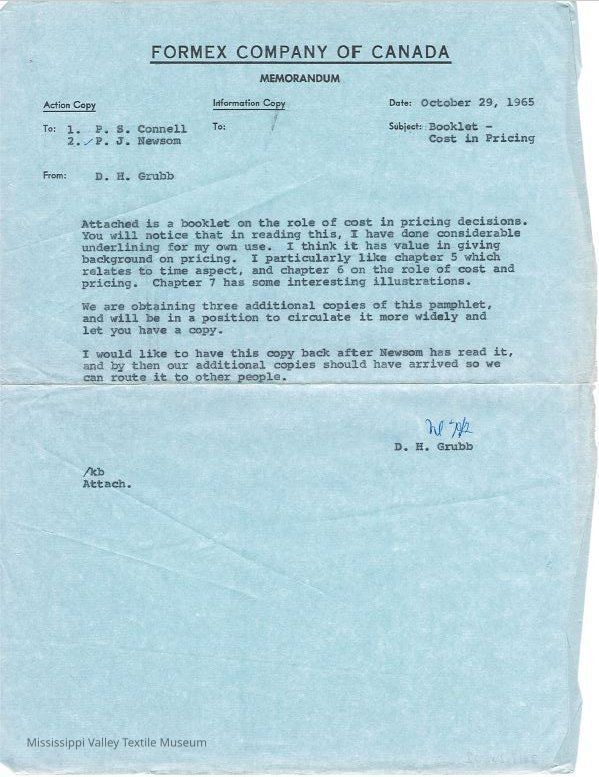 FORMEX COMPANY OF CANADA
MEMORANDUM
Action Copy
Information Copy
Date: October 29, 1965
To: 1. P. S. Connell
2. P. J. Newsom
To:
Subject: Booklet -
Cost in Pricing
From: D. H. Grubb
Attached is a booklet on the role of cost in pricing decisions.
You will notice that in reading this, I have done considerable
underlining for my own use. I think it has value in giving
background on pricing. I particularly like chapter 5 which
relates to time aspect, and chapter 6 on the role of cost and
pricing. Chapter 7 has some interesting illustrations.
We are obtaining three additional copies of this pamphlet,
and will be in a position to circulate it more widely and
let you have a copy.
I would like to have this copy back after Newsom has read it,
and by then our additional copies should have arrived so we
can route it to other people.
D. H. Grubb
/kb
Attach.
Mississippi Valley Textile Museum